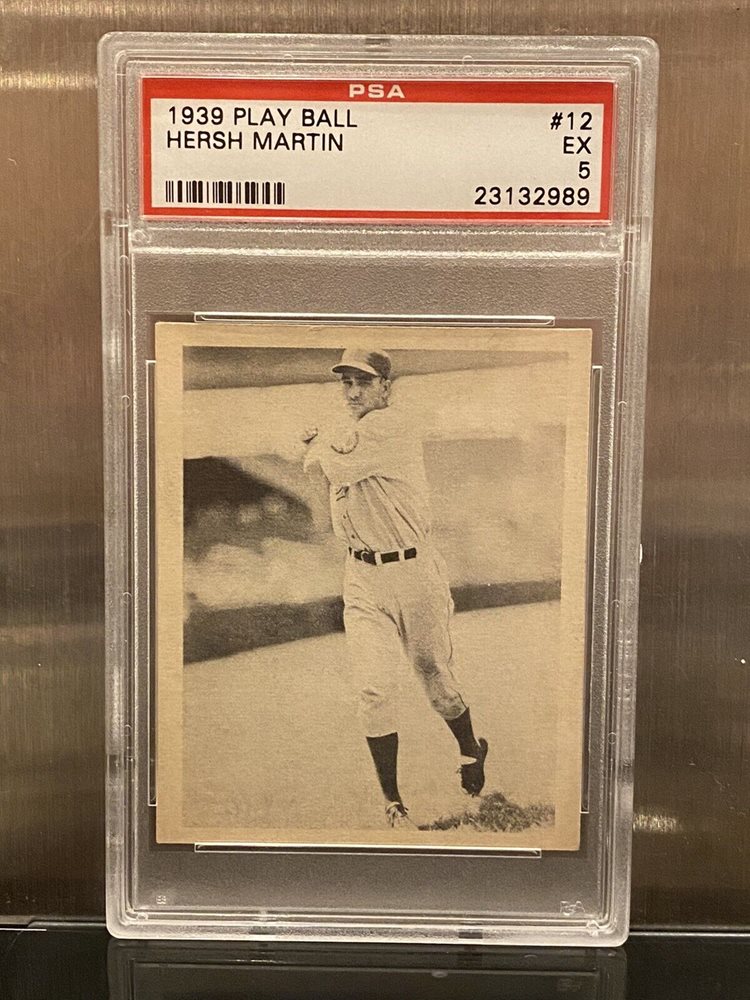 PSA
1939 PLAY BALL #12
HERSH MARTIN EX
5
23132989